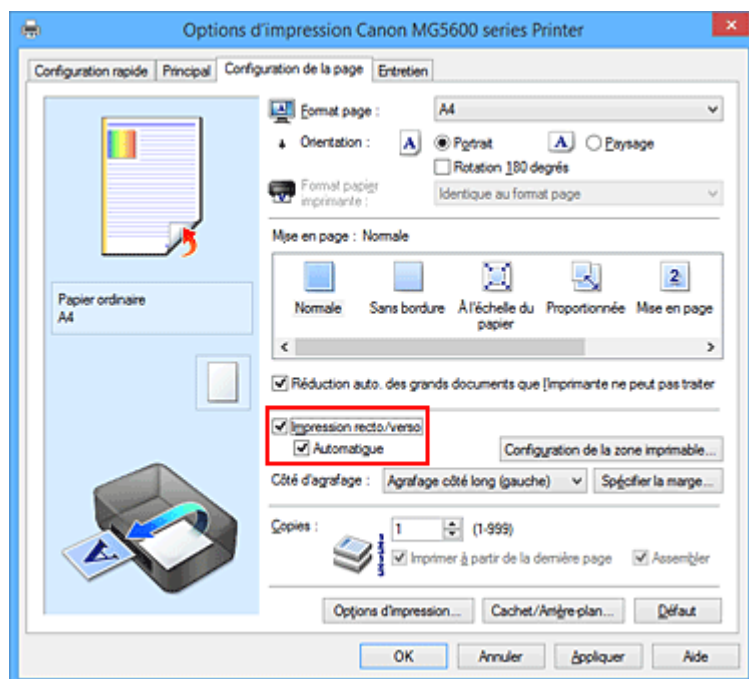 Options d'impression Canon MG5600 series Printer
Configuration rapide Principal Configuration de la page Entretien
Format page : A4
Orientation : A Portrait A Paysage
Rotation 180 degrés
Format papier imprimante : Identique au format page
Mise en page : Normale
2
Normale Sans bordure À l'échelle du papier Proportionnée Mise en page
Papier ordinaire
A4
Réduction auto. des grands documents que l'imprimante ne peut pas traiter
Impression recto/verso
Automatique Configuration de la zone imprimable...
Côté d'agrafage : Agrafage côté long (gauche) Spécifier la marge...
Copies : 1 (1-999)
Imprimer à partir de la dernière page Assembler
A
Options d'impression... Cachet/Arrière-plan... Défaut
OK Annuler Appliquer Aide